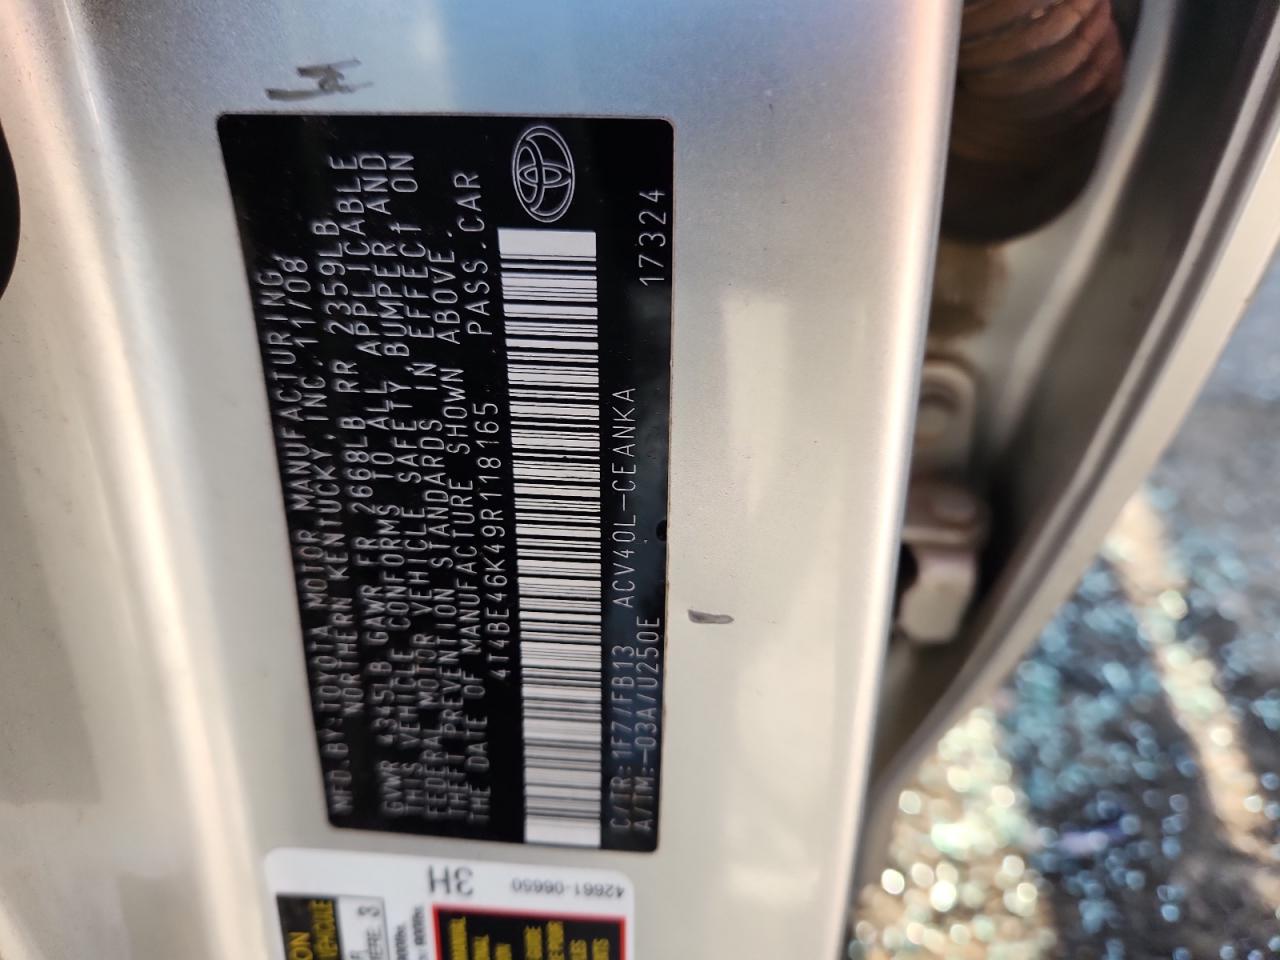 MFD.BY:TOYOTA MOTOR MANUFACTURING,
NORTHERN KENTUCKY,INC. 11/08
GVWR 4345LB GAWR FR 2668LB RR 2359LB
THIS VEHICLE CONFORMS TO ALL APPLICABLE
FEDERAL MOTOR VEHICLE SAFETY BUMPER AND
THEFT PREVENTION STANDARDS IN EFFECT ON
THE DATE OF MANUFACTURE SHOWN ABOVE.
4T4BE46K49R118165 PASS.CAR
C/TR:1F7//FB13 ACV40L-CEANKA 17324
A/TM:-03A/U250E
3H
42661-06650
VEHICULE